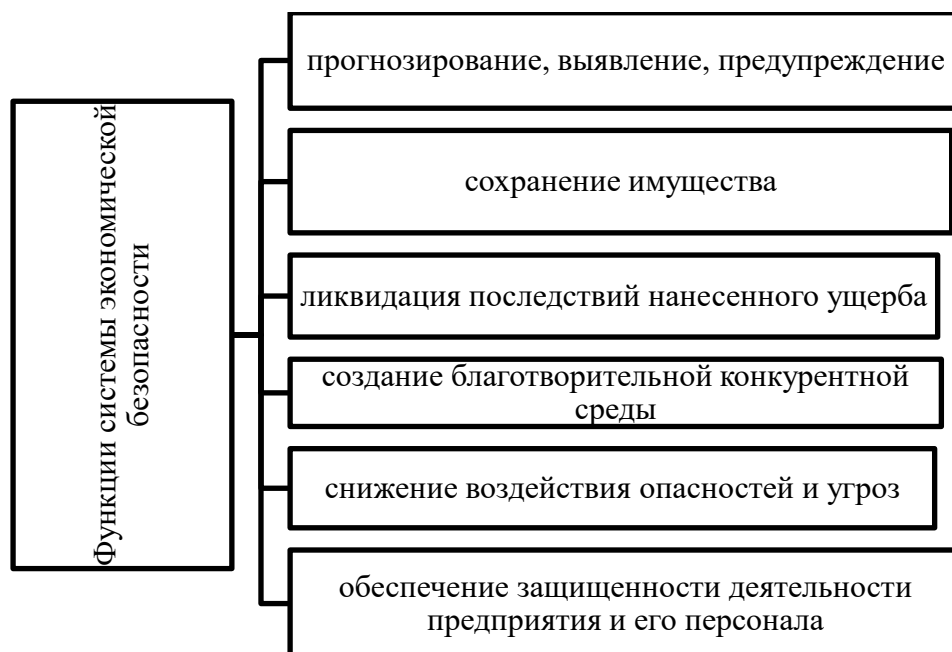 Функции системы экономической
безопасности
прогнозирование, выявление, предупреждение
сохранение имущества
ликвидация последствий нанесенного ущерба
создание благотворительной конкурентной
среды
снижение воздействия опасностей и угроз
обеспечение защищенности деятельности
предприятия и его персонала